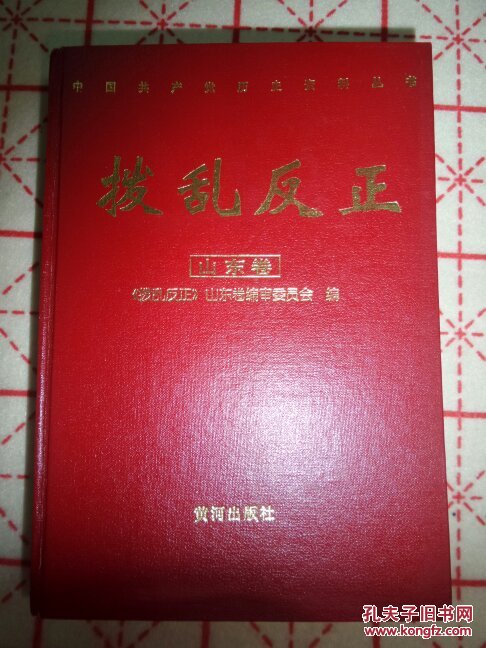 中国共产党历史资料丛书
拨乱反正
山东卷
《拨乱反正》山东卷编审委员会 编
黄河出版社
孔夫子旧书网
www.kongfz.com